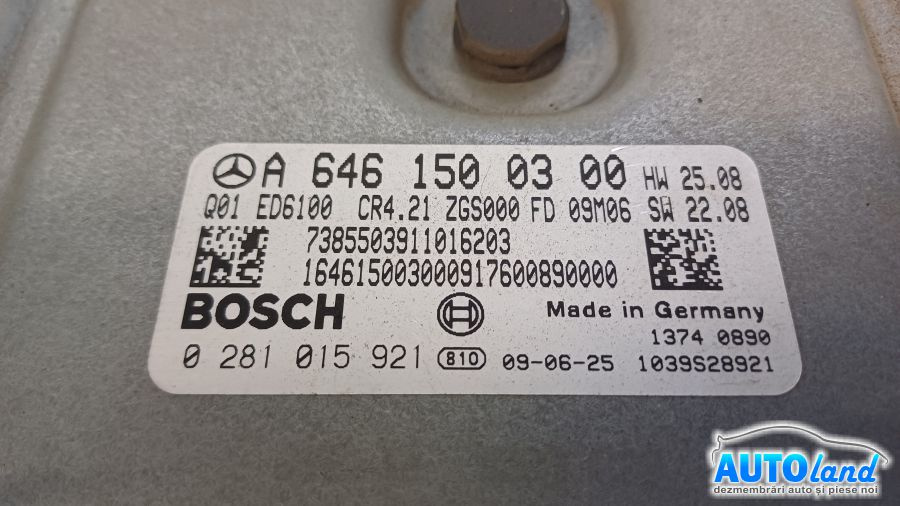 A 646 150 03 00 HW 25.08
Q01 ED6100 CR4.21 ZGS000 FD 09M06 SW 22.08
7385503911016203
16461500300091760089​0000
BOSCH Made in Germany
1374 0890
0 281 015 921 810 09-06-25 1039S28921
AUTOland
dezmembrări auto și piese noi